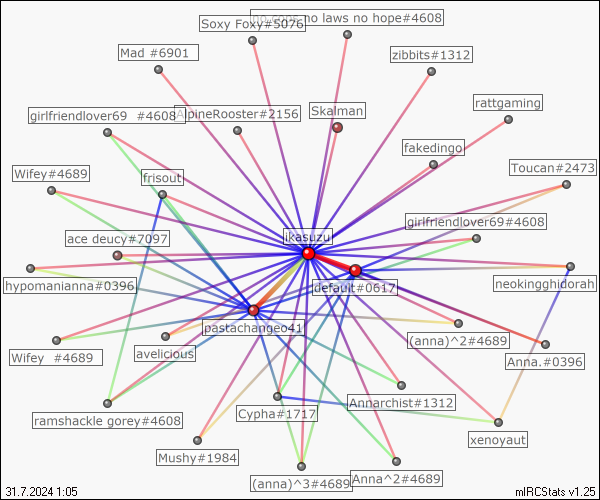 no cops no laws no hope#4608
Soxy Foxy#5076
Mad #6901
zibbits#1312
rattgaming
girlfriendlover69 #4608
AlpineRooster#2156
Skalman
fakedingo
Toucan#2473
Wifey#4689
frisout
girlfriendlover69#4608
ikasuzu
ace deucy#7097
hypomanianna#0396
default#0617
neokingghidorah
pastachangeo41
Wifey #4689
avelicious
(anna)^2#4689
Anna.#0396
ramshackle gorey#4608
Cypha#1717
Annarchist#1312
xenoyaut
Mushy#1984
(anna)^3#4689
Anna^2#4689
31.7.2024 1:05
mIRCStats v1.25